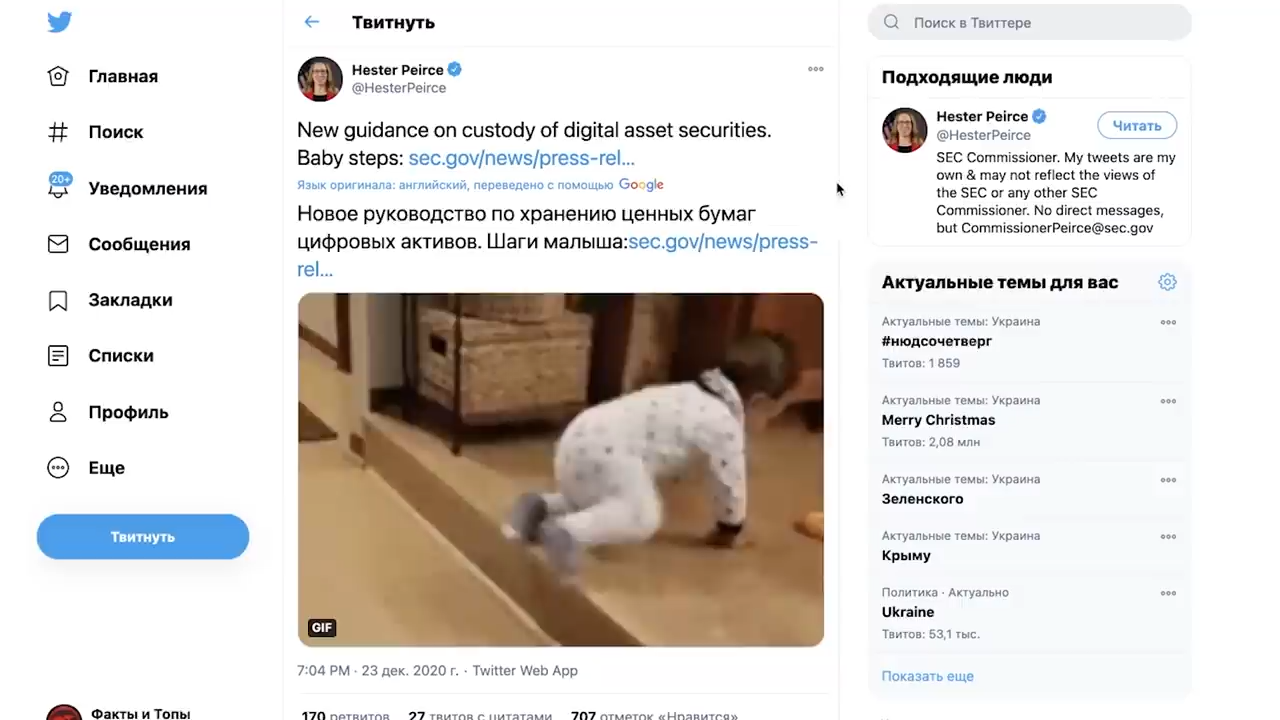 Твитнуть
Главная
Поиск
20+
Уведомления
Сообщения
Закладки
Списки
Профиль
Еще
Твитнуть
Факты и Топы
Hester Peirce
@HesterPeirce
New guidance on custody of digital asset securities.
Baby steps: sec.gov/news/press-rel...
Язык оригинала: английский, переведено с помощью Google
Новое руководство по хранению ценных бумаг
цифровых активов. Шаги малыша:sec.gov/news/press-
rel...
GIF
7:04 PM · 23 дек. 2020 г. · Twitter Web App
170 ретвитов 27 твитов с цитатами 707 отметок «Нравится»
Поиск в Твиттере
Подходящие люди
Hester Peirce
@HesterPeirce
Читать
SEC Commissioner. My tweets are my
own & may not reflect the views of
the SEC or any other SEC
Commissioner. No direct messages,
but CommissionerPeirce@sec.gov
Актуальные темы для вас
Актуальные темы: Украина
#нюдсочетверг
Твитов: 1 859
Актуальные темы: Украина
Merry Christmas
Твитов: 2,08 млн
Актуальные темы: Украина
Зеленского
Актуальные темы: Украина
Крыму
Политика · Актуально
Ukraine
Твитов: 53,1 тыс.
Показать еще